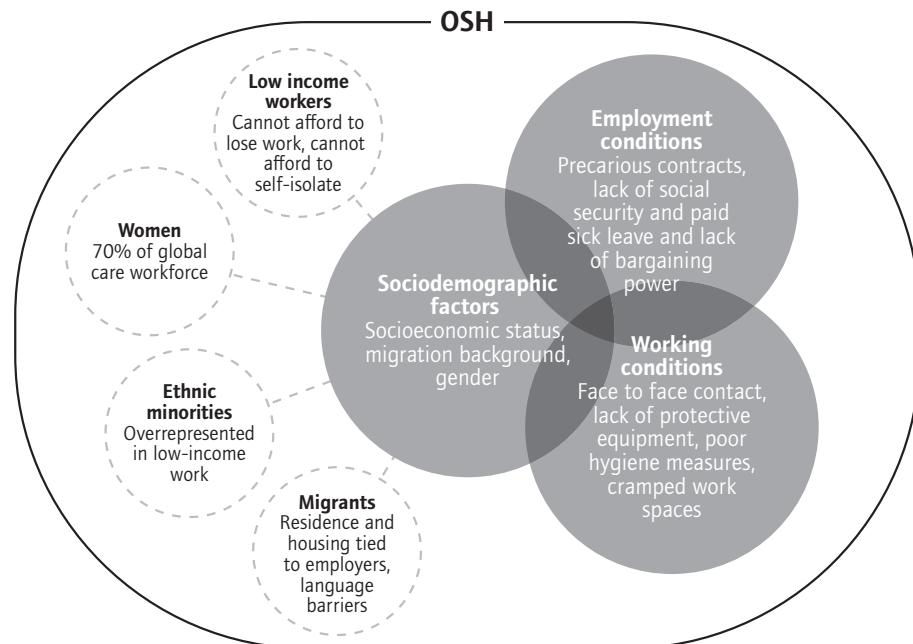 OSH
Low income
workers
Cannot afford to
lose work, cannot
afford to
self-isolate
Women
70% of global
care workforce
Ethnic
minorities
Overrepresented
in low-income
work
Migrants
Residence and
housing tied
to employers,
language
barriers
Sociodemographic
factors
Socioeconomic status,
migration background,
gender
Employment
conditions
Precarious contracts,
lack of social
security and paid
sick leave and lack
of bargaining
power
Working
conditions
Face to face contact,
lack of protective
equipment, poor
hygiene measures,
cramped work
spaces